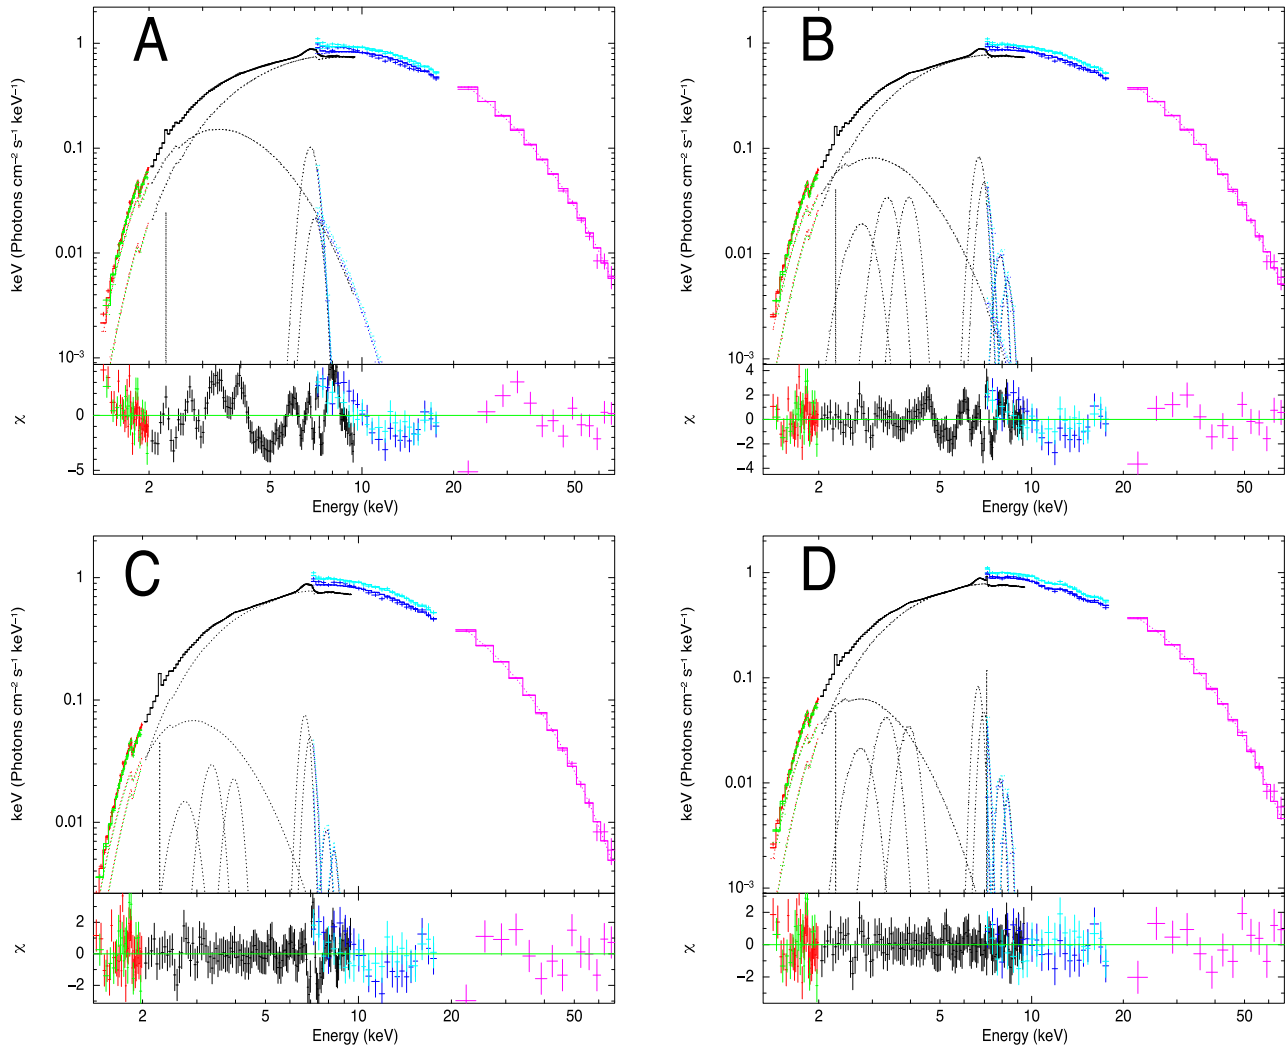 A
keV (Photons cm⁻² s⁻¹ keV⁻¹)
1
0.1
0.01
10⁻³
χ
0
−5
2 5 10 20 50
Energy (keV)
B
keV (Photons cm⁻² s⁻¹ keV⁻¹)
1
0.1
0.01
10⁻³
χ
4
2
0
−2
−4
2 5 10 20 50
Energy (keV)
C
keV (Photons cm⁻² s⁻¹ keV⁻¹)
1
0.1
0.01
χ
2
0
−2
2 5 10 20 50
Energy (keV)
D
keV (Photons cm⁻² s⁻¹ keV⁻¹)
1
0.1
0.01
10⁻³
χ
2
0
−2
2 5 10 20 50
Energy (keV)